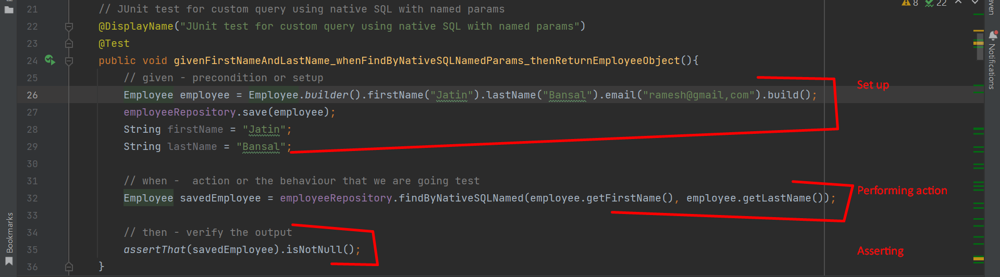 21 // JUnit test for custom query using native SQL with named params
8 22
22 @DisplayName("JUnit test for custom query using native SQL with named params")
23 @Test
24 public void givenFirstNameAndLastName_whenFindByNativeSQLNamedParams_thenReturnEmployeeObject(){
25 // given - precondition or setup
Set up
26 Employee employee = Employee.builder().firstName("Jatin").lastName("Bansal").email("ramesh@gmail,com").build();
27 employeeRepository.save(employee);
28 String firstName = "Jatin";
29 String lastName = "Bansal";
30
31 // when -  action or the behaviour that we are going test
Performing action
32 Employee savedEmployee = employeeRepository.findByNativeSQLNamed(employee.getFirstName(), employee.getLastName());
33
34 // then - verify the output
35 assertThat(savedEmployee).isNotNull();
Asserting
36 }
Bookmarks
Notifications